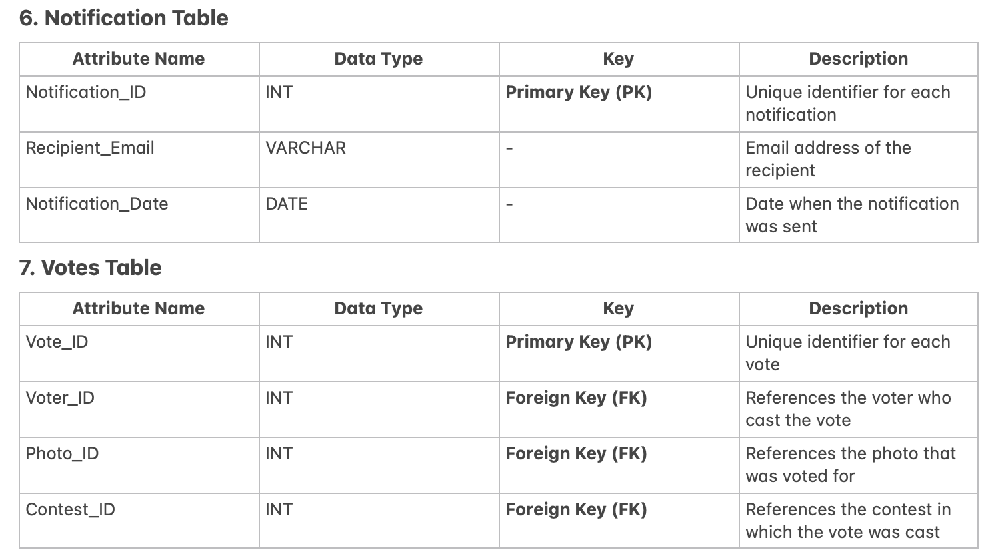 6. Notification Table
Attribute Name Data Type Key Description
Notification_ID INT Primary Key (PK) Unique identifier for each
notification
Recipient_Email VARCHAR - Email address of the
recipient
Notification_Date DATE - Date when the notification
was sent
7. Votes Table
Attribute Name Data Type Key Description
Vote_ID INT Primary Key (PK) Unique identifier for each
vote
Voter_ID INT Foreign Key (FK) References the voter who
cast the vote
Photo_ID INT Foreign Key (FK) References the photo that
was voted for
Contest_ID INT Foreign Key (FK) References the contest in
which the vote was cast